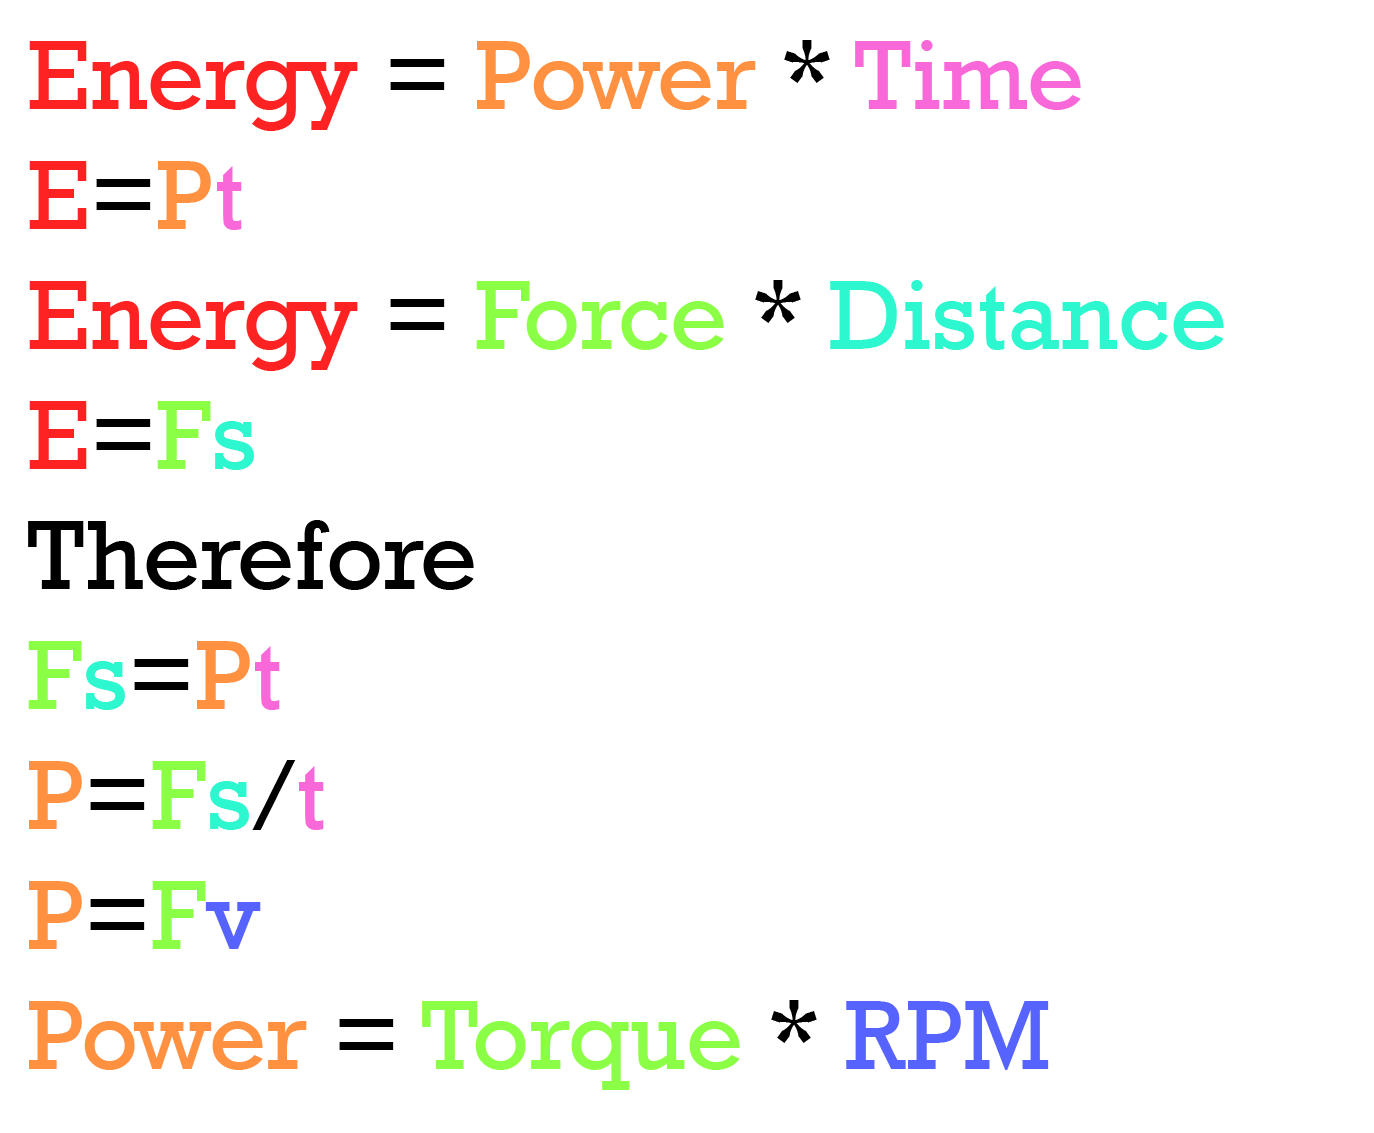 Energy = Power * Time
E=Pt
Energy = Force * Distance
E=Fs
Therefore
Fs=Pt
P=Fs/t
P=Fv
Power = Torque * RPM